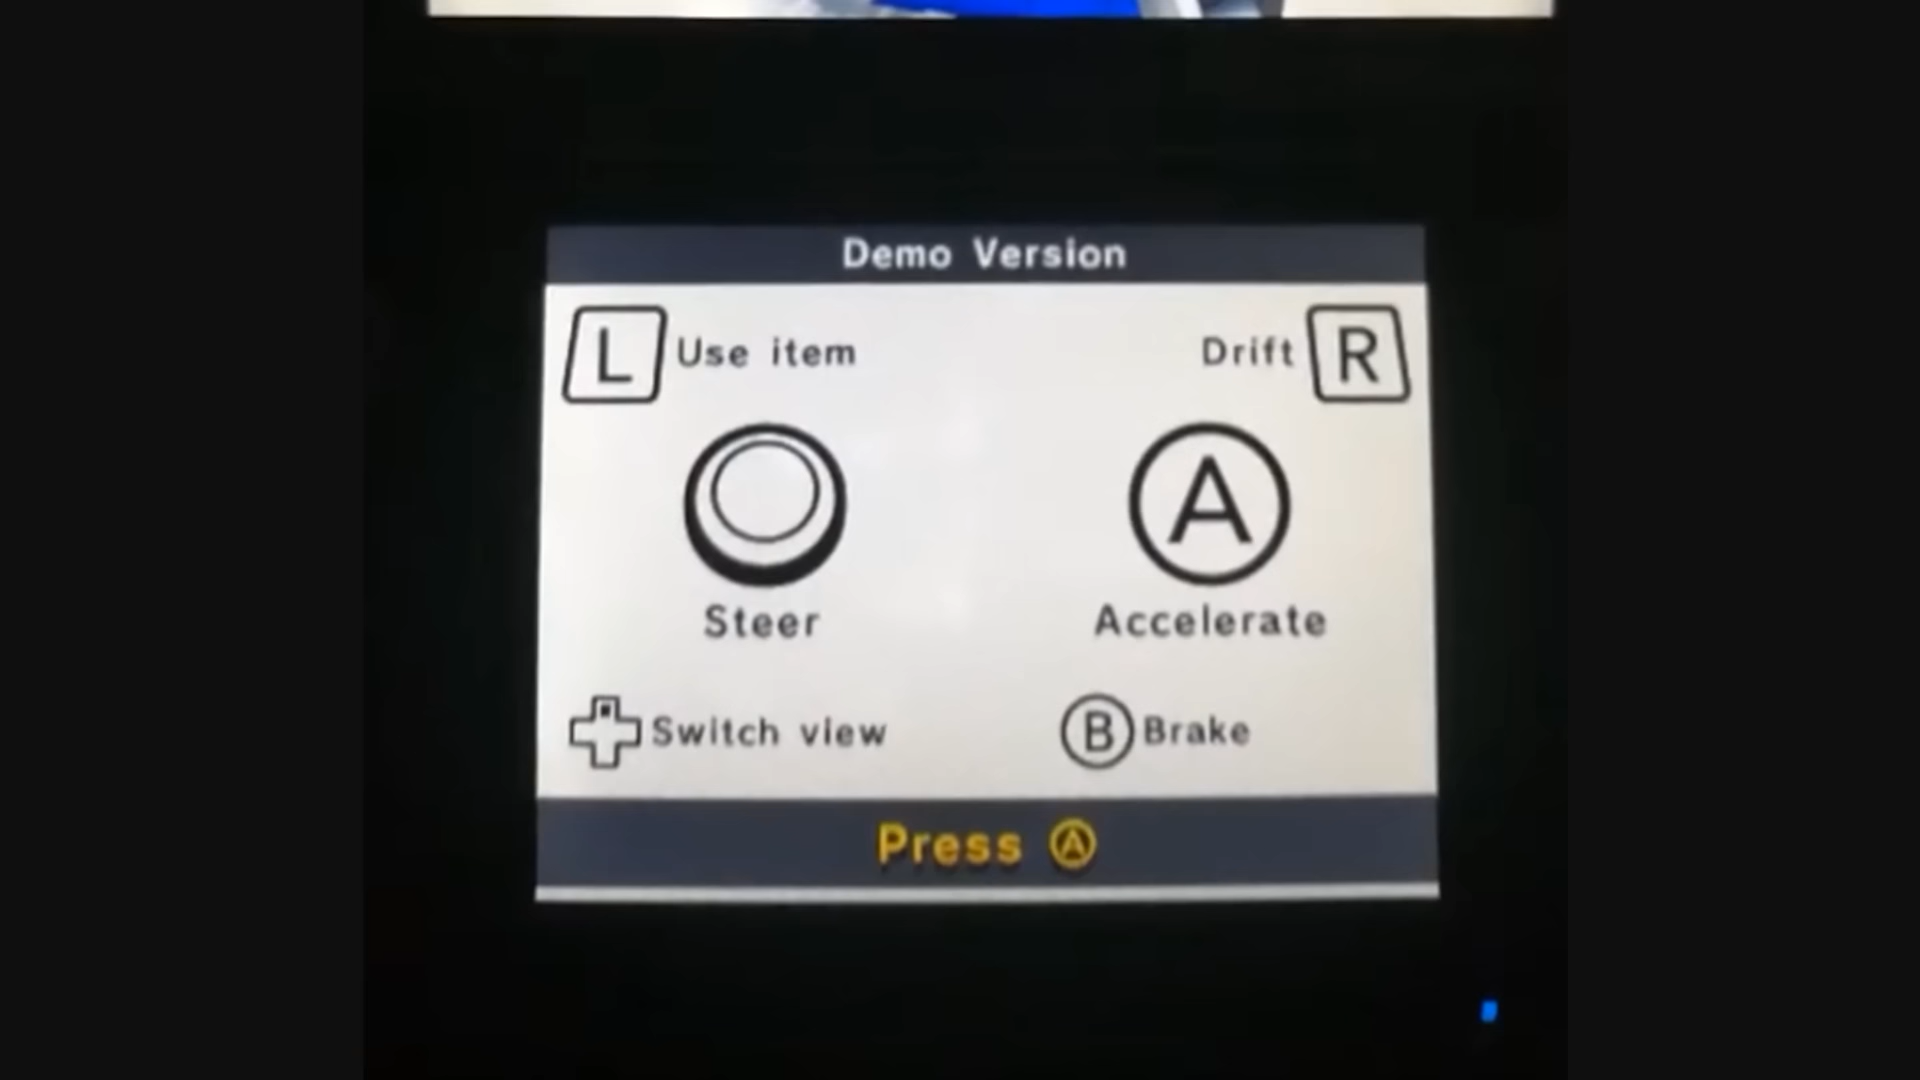 Demo Version
L Use item
Drift R
A
Steer
Accelerate
Switch view
B Brake
Press A